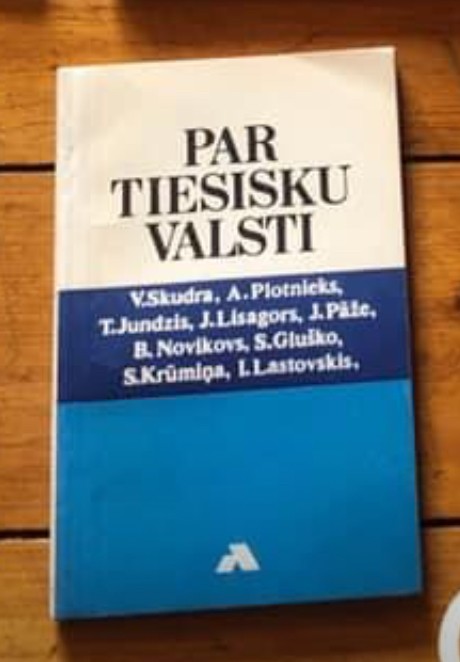 PAR
TIESISKU
VALSTI
V.Skudra, A.Plotnieks,
T.Jundzis, J.Lisagors, J.Pāže,
B. Novikovs, S.Gluško,
S.Krūmiņa, I.Lastovskis,